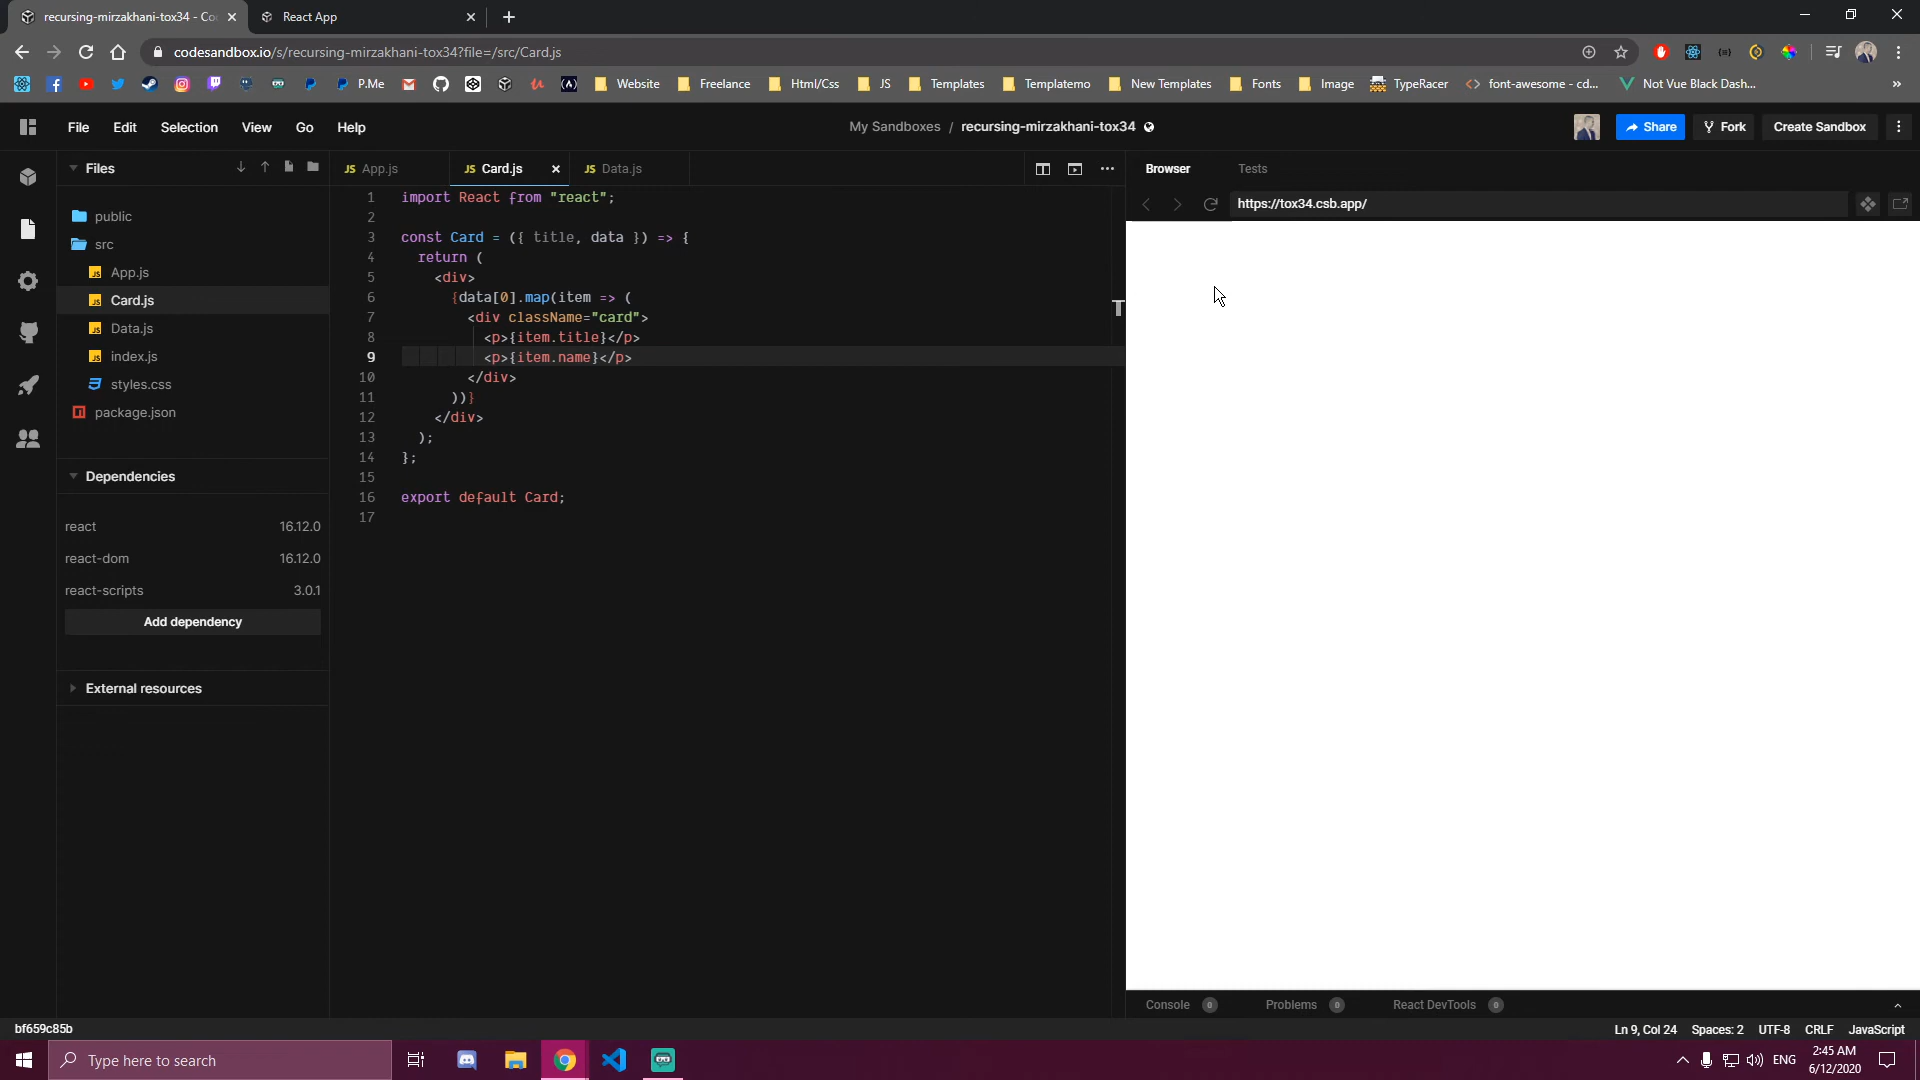 recursing-mirzakhani-tox34 - Co
React App
codesandbox.io/s/recursing-mirzakhani-tox34?file=/src/Card.js
P.Me
Website
Freelance
Html/Css
JS
Templates
Templatemo
New Templates
Fonts
Image
TypeRacer
font-awesome - cd...
Not Vue Black Dash...
File
Edit
Selection
View
Go
Help
My Sandboxes / recursing-mirzakhani-tox34
Share
Fork
Create Sandbox
Files
JS App.js
JS Card.js
JS Data.js
Browser
Tests
https://tox34.csb.app/
public
src
App.js
Card.js
Data.js
index.js
styles.css
package.json
Dependencies
react 16.12.0
react-dom 16.12.0
react-scripts 3.0.1
Add dependency
External resources
1 import React from "react";
2
3 const Card = ({ title, data }) => {
4 return (
5 <div>
6 {data[0].map(item => (
7 <div className="card">
8 <p>{item.title}</p>
9 <p>{item.name}</p>
10 </div>
11 ))}
12 </div>
13 );
14 };
15
16 export default Card;
17
Console 0
Problems 0
React DevTools 0
bf659c85b
Ln 9, Col 24
Spaces: 2
UTF-8
CRLF
JavaScript
Type here to search
ENG
2:45 AM
6/12/2020